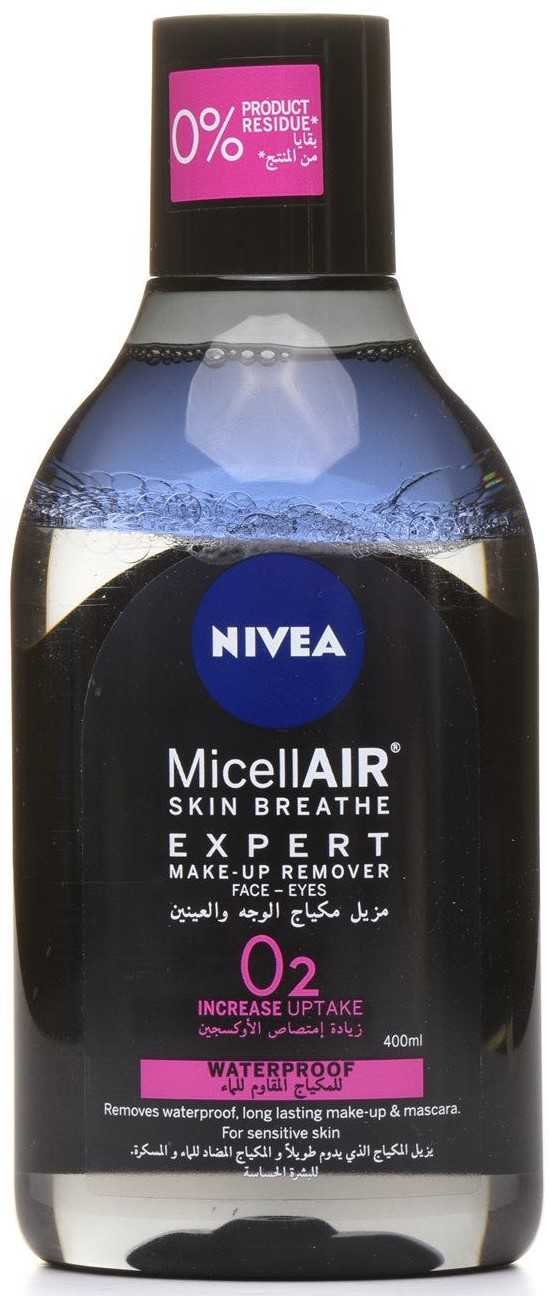 0%
PRODUCT
RESIDUE*
بقايا
من المنتج*
NIVEA
MicellAIR®
SKIN BREATHE
EXPERT
MAKE-UP REMOVER
FACE – EYES
مزيل مكياج الوجه والعينين
O2
INCREASE UPTAKE
زيادة إمتصاص الأوكسجين
400ml
WATERPROOF
للمكياج المقاوم للماء
Removes waterproof, long lasting make-up & mascara.
For sensitive skin
يزيل المكياج الذي يدوم طويلاً و المكياج المضاد للماء و المسكرة.
للبشرة الحساسة